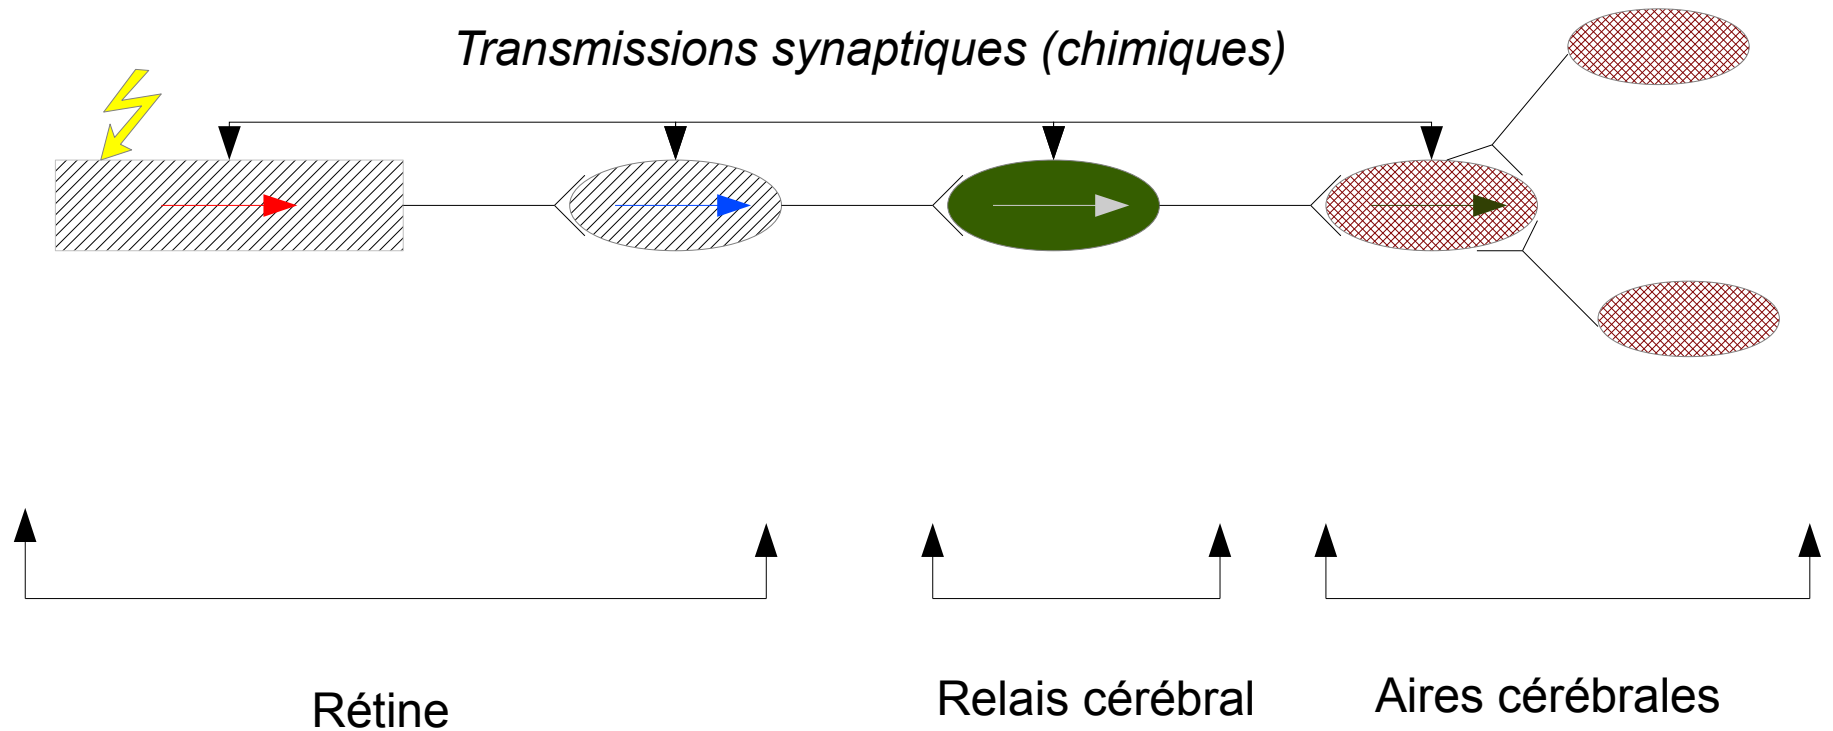 Transmissions synaptiques (chimiques)
Rétine
Relais cérébral
Aires cérébrales